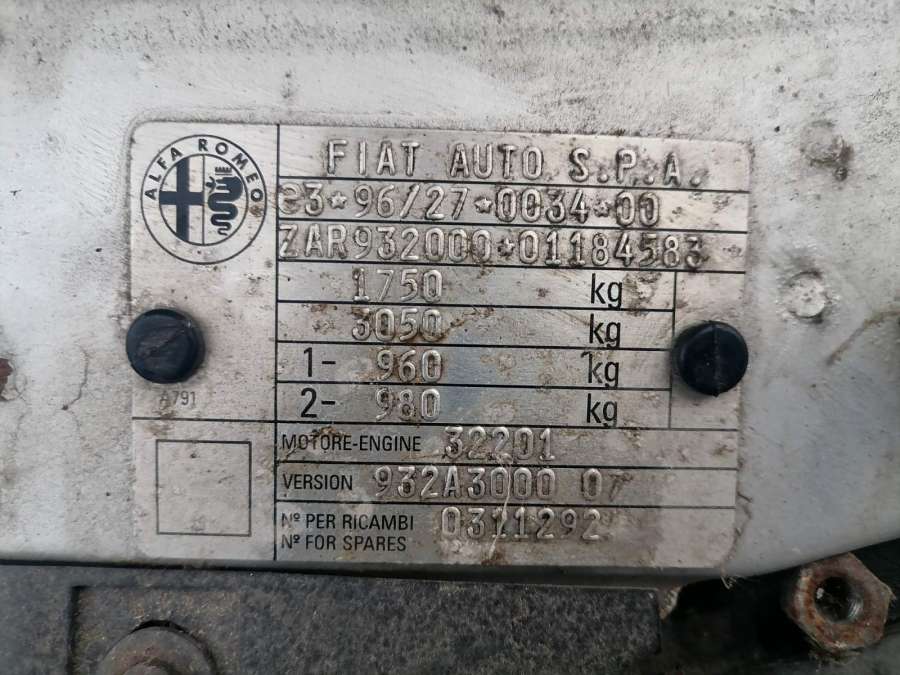 ALFA ROMEO
FIAT AUTO S.P.A.
e3*96/27*0034*00
ZAR932000*01184583
1750 kg
3050 kg
1- 960 kg
2- 980 kg
A791
MOTORE-ENGINE 32201
VERSION 932A3000 07
Nº PER RICAMBI 0311292
Nº FOR SPARES